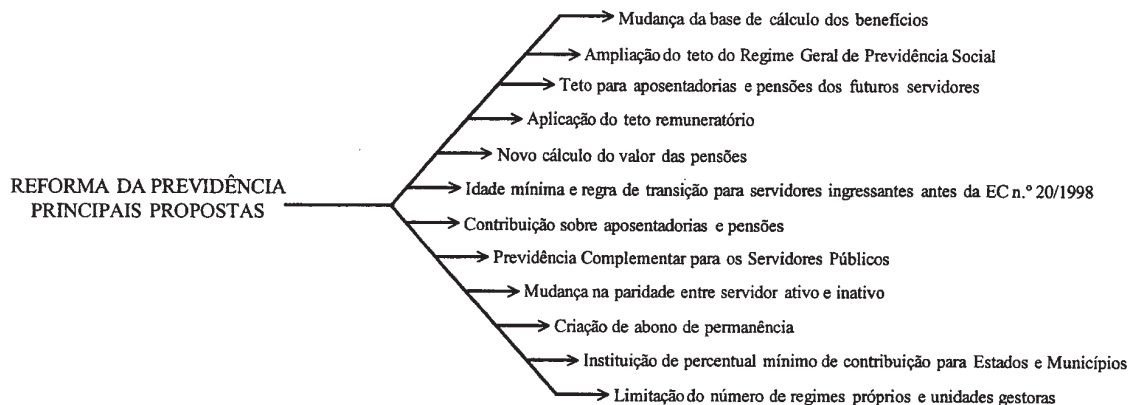 Mudança da base de cálculo dos benefícios
Ampliação do teto do Regime Geral de Previdência Social
Teto para aposentadorias e pensões dos futuros servidores
Aplicação do teto remuneratório
Novo cálculo do valor das pensões
REFORMA DA PREVIDÊNCIA
PRINCIPAIS PROPOSTAS
Idade mínima e regra de transição para servidores ingressantes antes da EC n.º 20/1998
Contribuição sobre aposentadorias e pensões
Previdência Complementar para os Servidores Públicos
Mudança na paridade entre servidor ativo e inativo
Criação de abono de permanência
Instituição de percentual mínimo de contribuição para Estados e Municípios
Limitação do número de regimes próprios e unidades gestoras